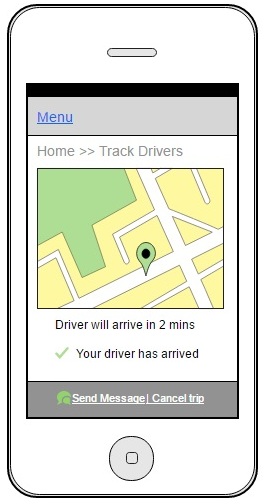 Menu
Home >> Track Drivers
Driver will arrive in 2 mins
Your driver has arrived
Send Message| Cancel trip